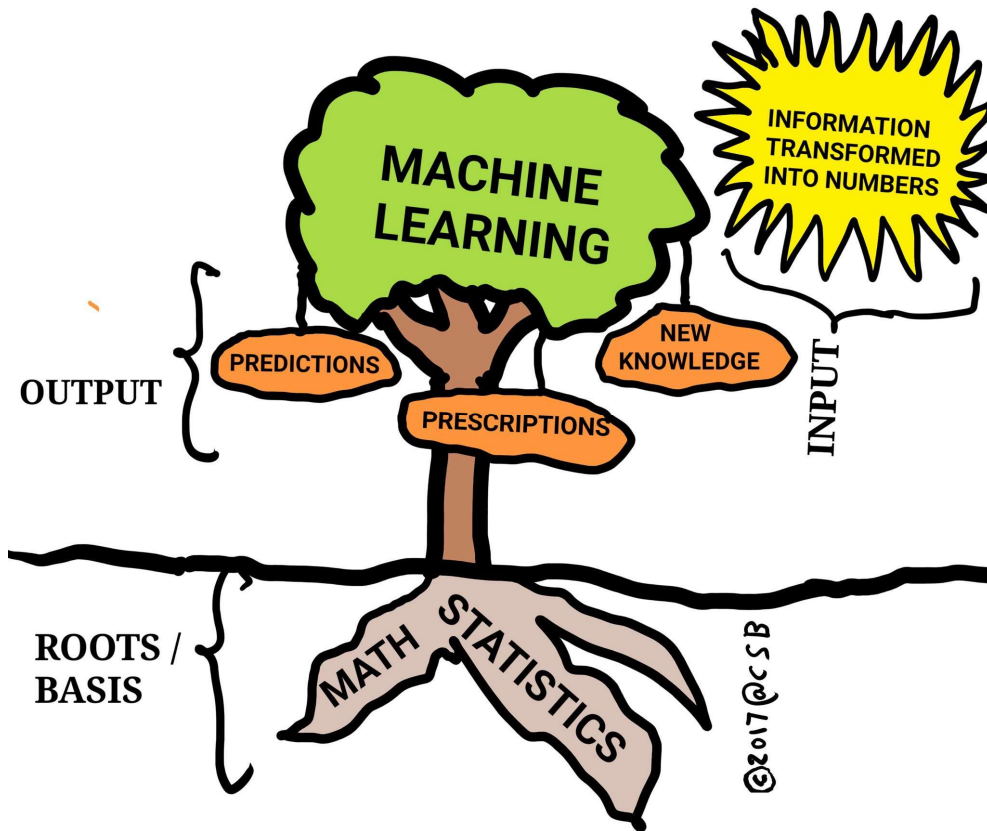 INFORMATION
TRANSFORMED
INTO NUMBERS
MACHINE
LEARNING
NEW
KNOWLEDGE
PREDICTIONS
OUTPUT
INPUT
PRESCRIPTIONS
ROOTS /
BASIS
MATH
STATISTICS
©2017@CSB